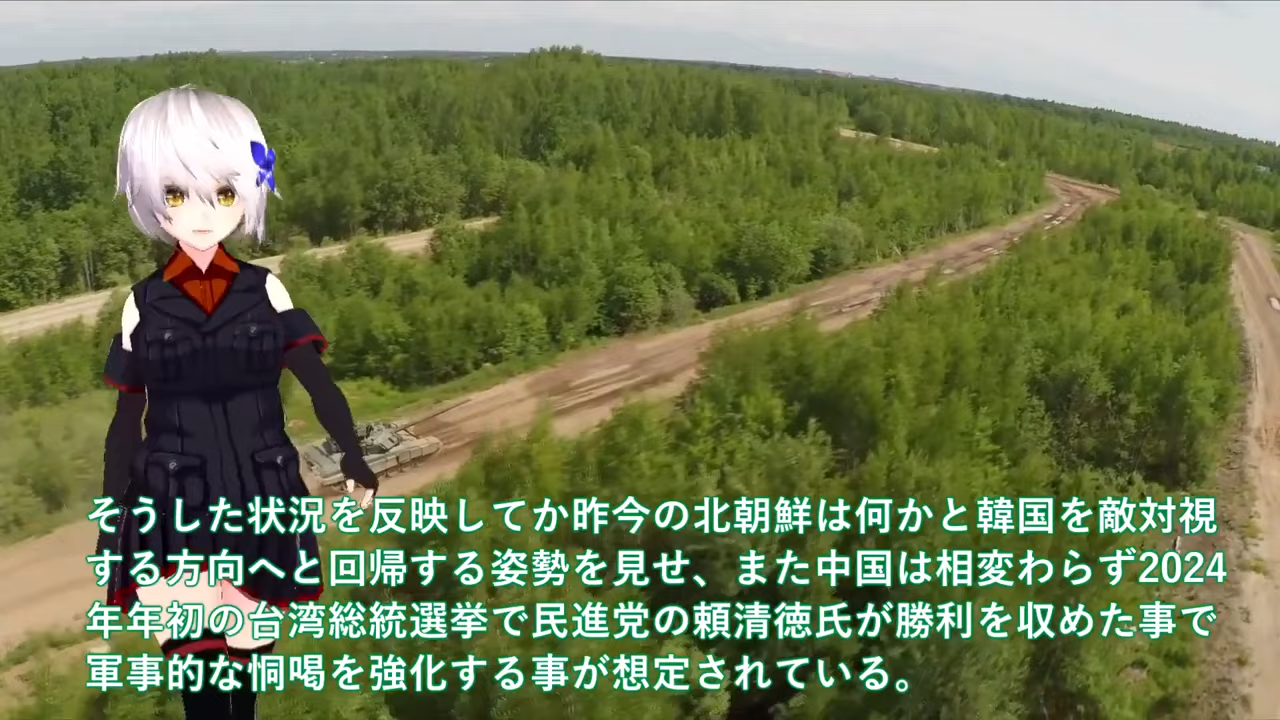 そうした状況を反映してか昨今の北朝鮮は何かと韓国を敵対視
する方向へと回帰する姿勢を見せ、また中国は相変わらず2024
年年初の台湾総統選挙で民進党の頼清徳氏が勝利を収めた事で
軍事的な恫喝を強化する事が想定されている。